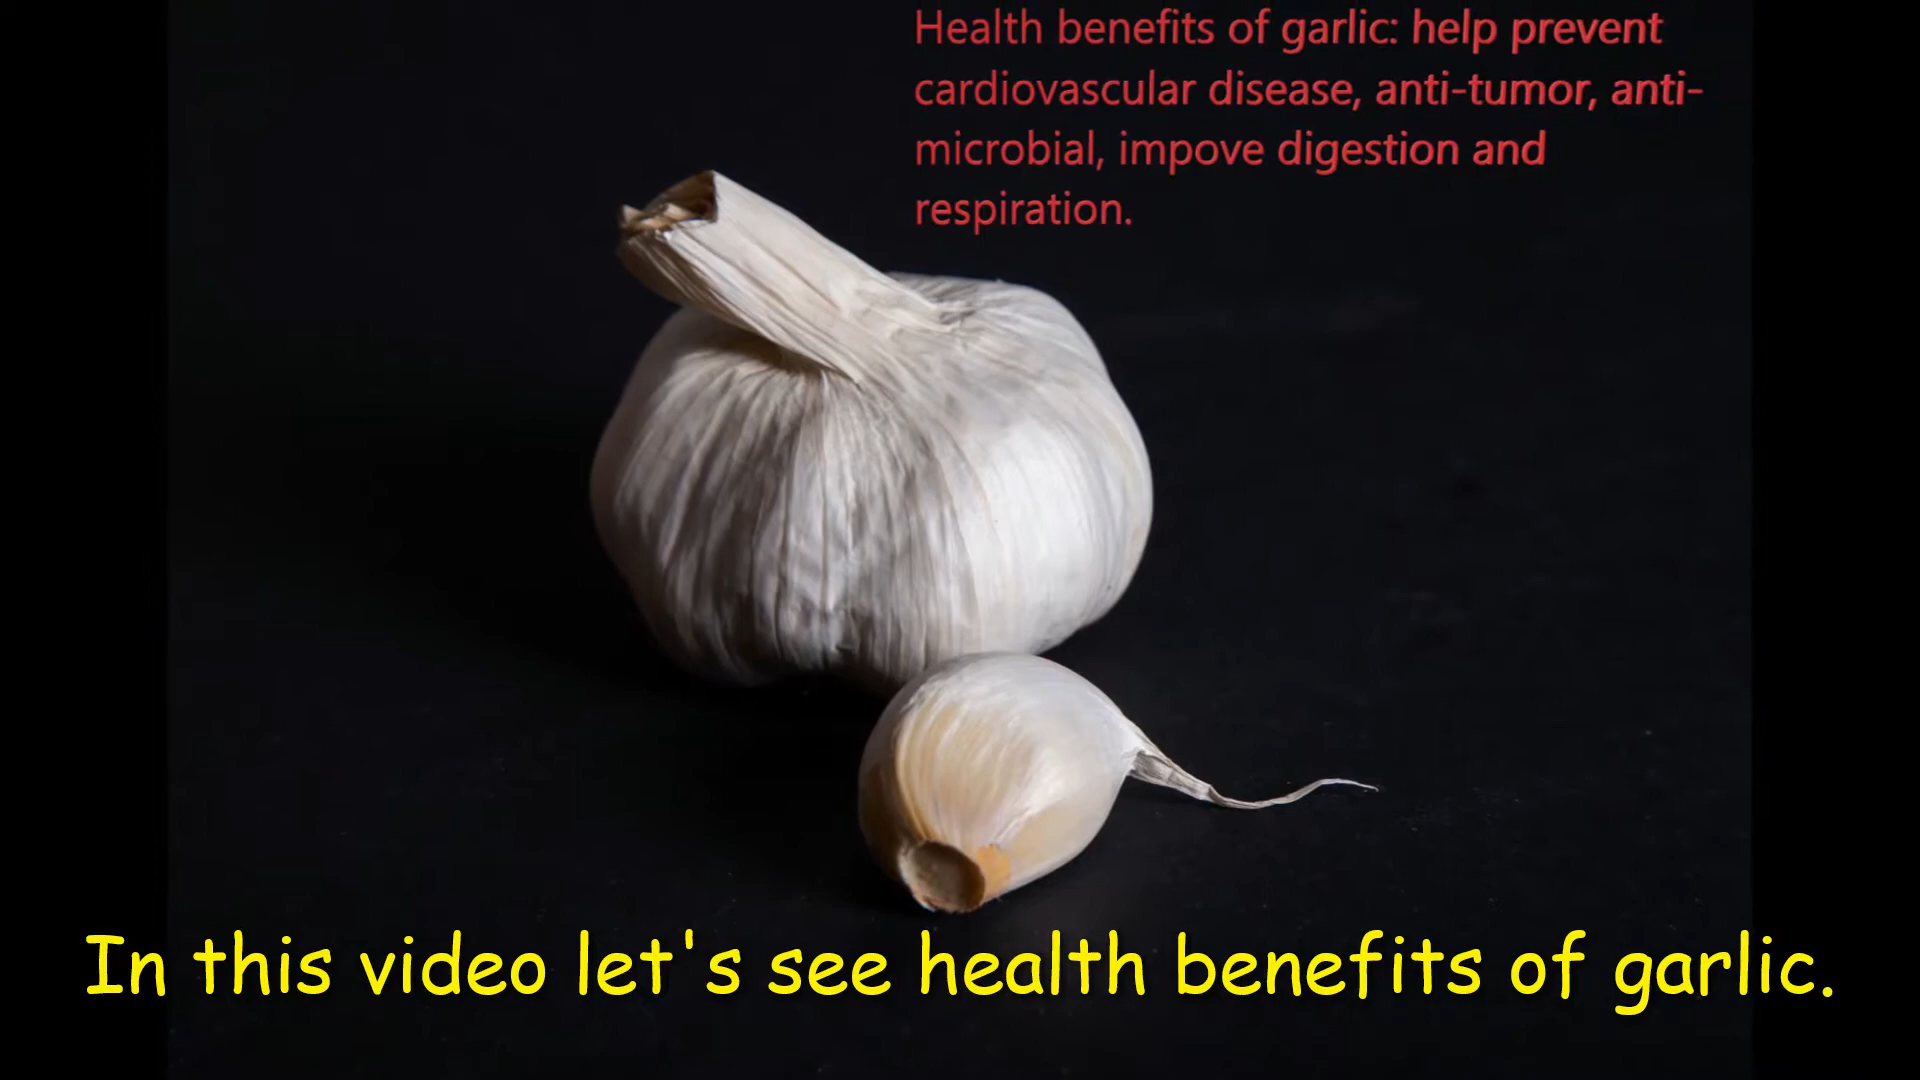 Health benefits of garlic: help prevent
cardiovascular disease, anti-tumor, anti-
microbial, impove digestion and
respiration.
In this video let's see health benefits of garlic.